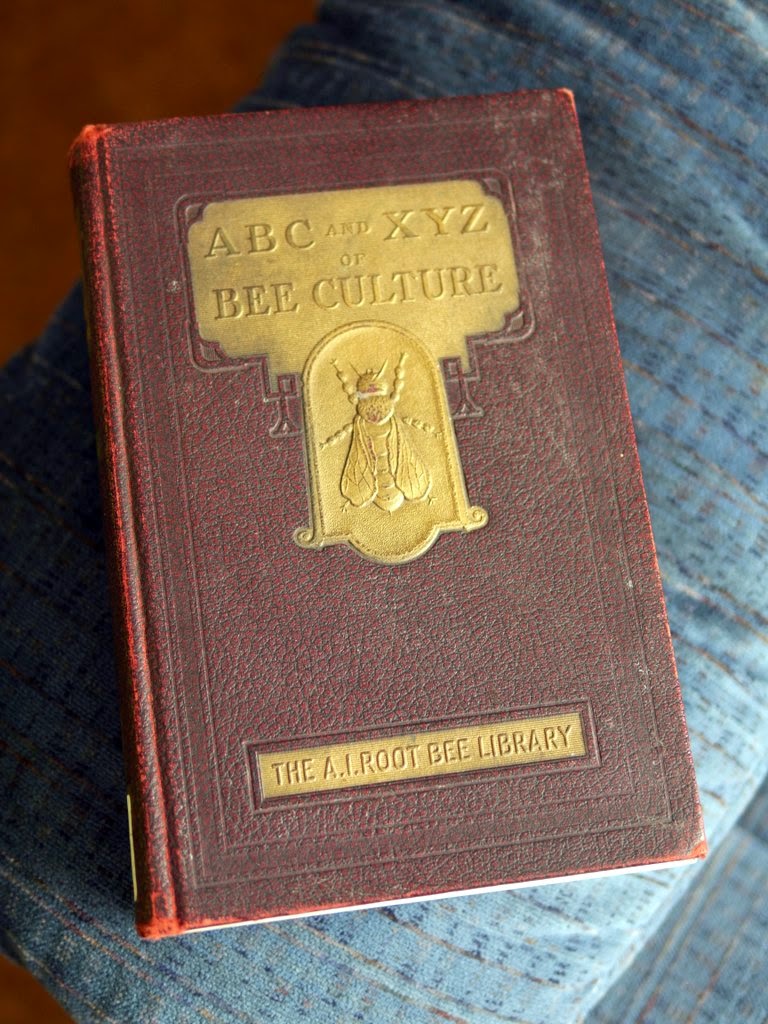 ABC AND XYZ
OF
BEE CULTURE
THE A.I.ROOT BEE LIBRARY